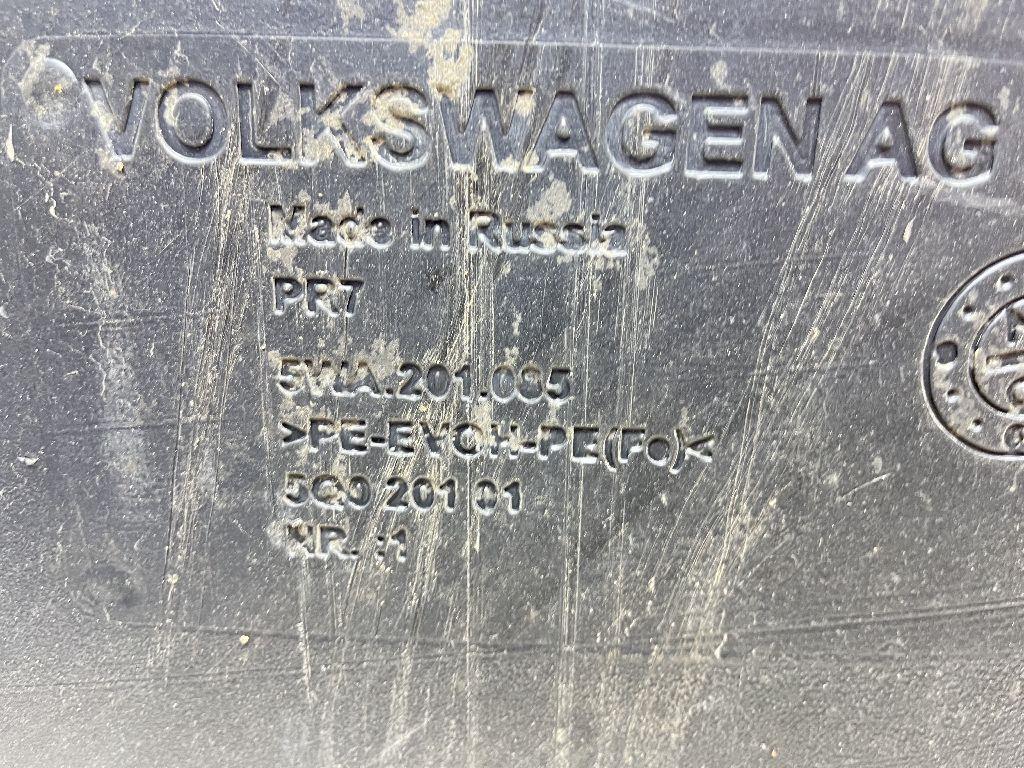 VOLKSWAGEN AG
Made in Russia
PR7
5WA.201.085
>PE-EVOH-PE(Fo)<
5Q0 201 01
NR. :1